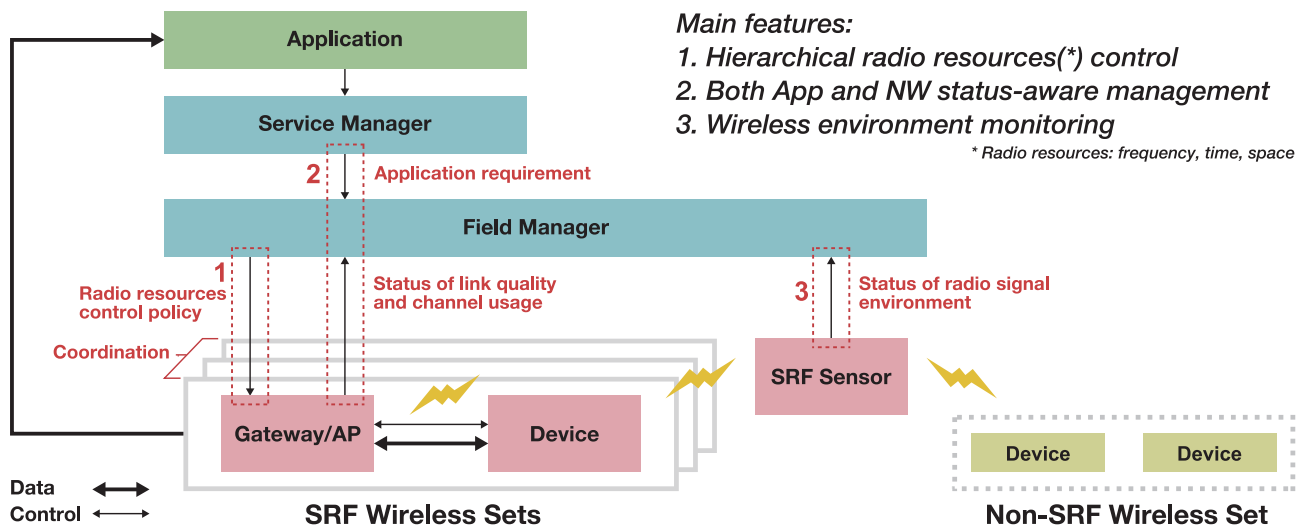 Application
Service Manager
Main features:
1. Hierarchical radio resources(*) control
2. Both App and NW status-aware management
3. Wireless environment monitoring
* Radio resources: frequency, time, space
2
Application requirement
Field Manager
1
Radio resources
control policy
Status of link quality
and channel usage
3
Status of radio signal
environment
Coordination
SRF Sensor
Gateway/AP
Device
Device
Device
Data
Control
SRF Wireless Sets
Non-SRF Wireless Set